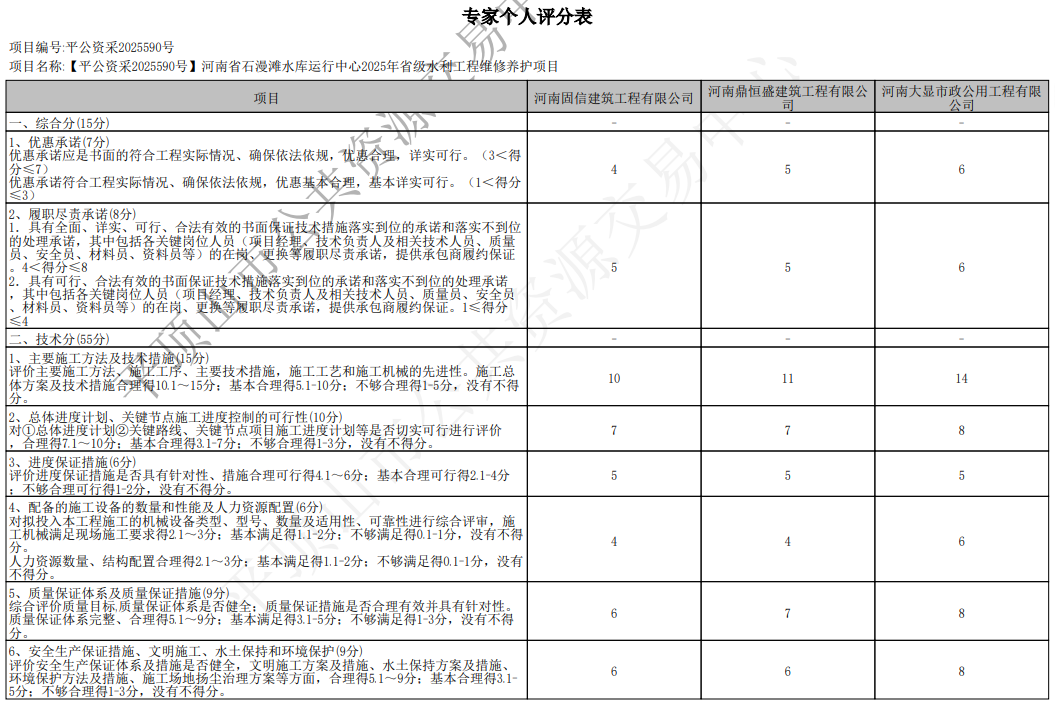 专家个人评分表
项目编号:平公资采2025590号
项目名称:【平公资采2025590号】河南省石漫滩水库运行中心2025年省级水利工程维修养护项目
项目
河南固信建筑工程有限公司
河南鼎恒盛建筑工程有限公
司
河南大显市政公用工程有限
公司
一、综合分(15分)
-
-
-
1、优惠承诺(7分)
优惠承诺应是书面的符合工程实际情况、确保依法依规，优惠合理，详实可行。（3＜得
分≤7）
优惠承诺符合工程实际情况、确保依法依规，优惠基本合理，基本详实可行。（1＜得分
≤3）
4
5
6
2、履职尽责承诺(8分)
1．具有全面、详实、可行、合法有效的书面保证技术措施落实到位的承诺和落实不到位
的处理承诺，其中包括各关键岗位人员（项目经理、技术负责人及相关技术人员、质量
员、安全员、材料员、资料员等）的在岗、更换等履职尽责承诺，提供承包商履约保证
。4＜得分≤8
2．具有可行、合法有效的书面保证技术措施落实到位的承诺和落实不到位的处理承诺
，其中包括各关键岗位人员（项目经理、技术负责人及相关技术人员、质量员、安全员
、材料员、资料员等）的在岗、更换等履职尽责承诺，提供承包商履约保证。1≤得分
≤4
5
5
6
二、技术分(55分)
-
-
-
1、主要施工方法及技术措施(15分)
评价主要施工方法、施工工序、主要技术措施，施工工艺和施工机械的先进性。施工总
体方案及技术措施合理得10.1～15分；基本合理得5.1-10分；不够合理得1-5分，没有不得
分。
10
11
14
2、总体进度计划、关键节点施工进度控制的可行性(10分)
对①总体进度计划②关键路线、关键节点项目施工进度计划等是否切实可行进行评价
，合理得7.1～10分；基本合理得3.1-7分；不够合理得1-3分，没有不得分。
7
7
8
3、进度保证措施(6分)
评价进度保证措施是否具有针对性、措施合理可行得4.1～6分；基本合理可行得2.1-4分
；不够合理可行得1-2分，没有不得分。
5
5
5
4、配备的施工设备的数量和性能及人力资源配置(6分)
对拟投入本工程施工的机械设备类型、型号、数量及适用性、可靠性进行综合评审，施
工机械满足现场施工要求得2.1～3分；基本满足得1.1-2分；不够满足得0.1-1分，没有不得
分。
人力资源数量、结构配置合理得2.1～3分；基本满足得1.1-2分；不够满足得0.1-1分，没有
不得分。
4
4
6
5、质量保证体系及质量保证措施(9分)
综合评价质量目标,质量保证体系是否健全；质量保证措施是否合理有效并具有针对性。
质量保证体系完整、合理得5.1～9分；基本满足得3.1-5分；不够满足得1-3分，没有不得
分。
6
7
8
6、安全生产保证措施、文明施工、水土保持和环境保护(9分)
评价安全生产保证体系及措施是否健全，文明施工方案及措施、水土保持方案及措施、
环境保护方法及措施、施工场地扬尘治理方案等方面，合理得5.1～9分；基本合理得3.1-
5分；不够合理得1-3分，没有不得分。
6
6
8
平顶山市公共资源交易中心
平顶山市公共资源交易中心